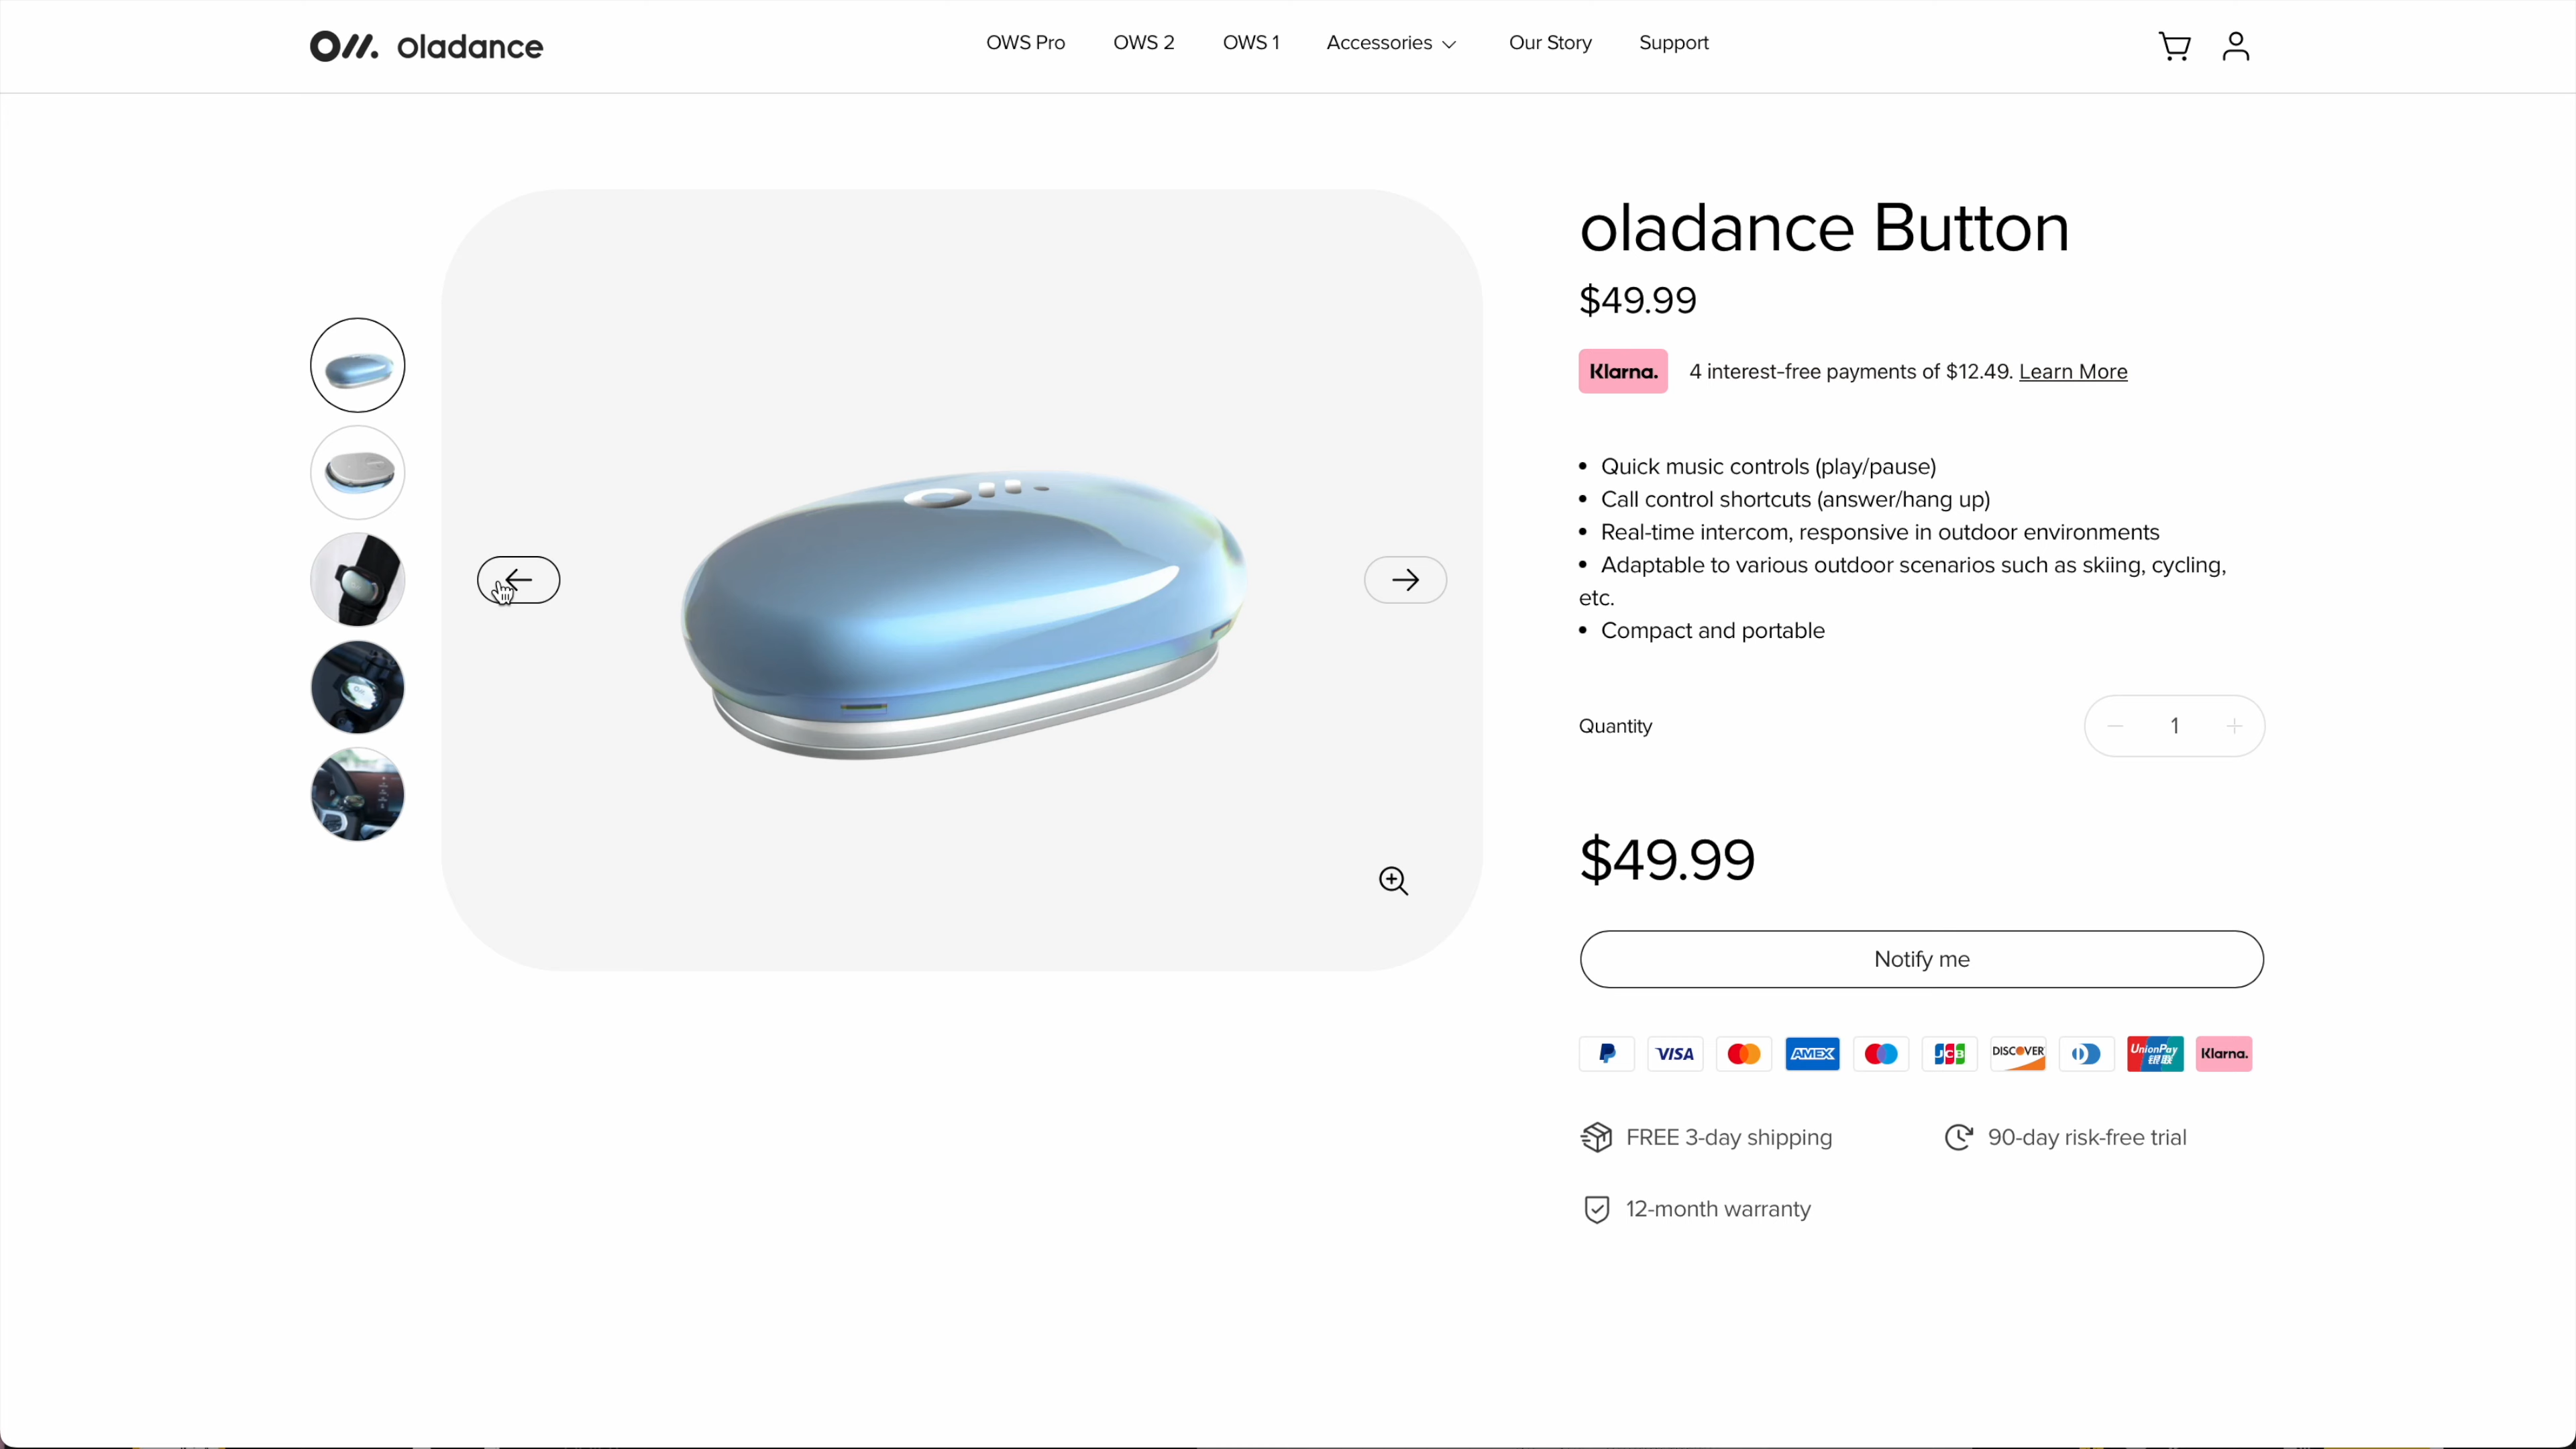 oladance
OWS Pro
OWS 2
OWS 1
Accessories
Our Story
Support
oladance Button
$49.99
Klarna.
4 interest-free payments of $12.49. Learn More
• Quick music controls (play/pause)
• Call control shortcuts (answer/hang up)
• Real-time intercom, responsive in outdoor environments
• Adaptable to various outdoor scenarios such as skiing, cycling,
etc.
• Compact and portable
Quantity
1
$49.99
Notify me
VISA
AMEX
JCB
DISCOVER
UnionPay
银联
Klarna.
FREE 3-day shipping
90-day risk-free trial
12-month warranty